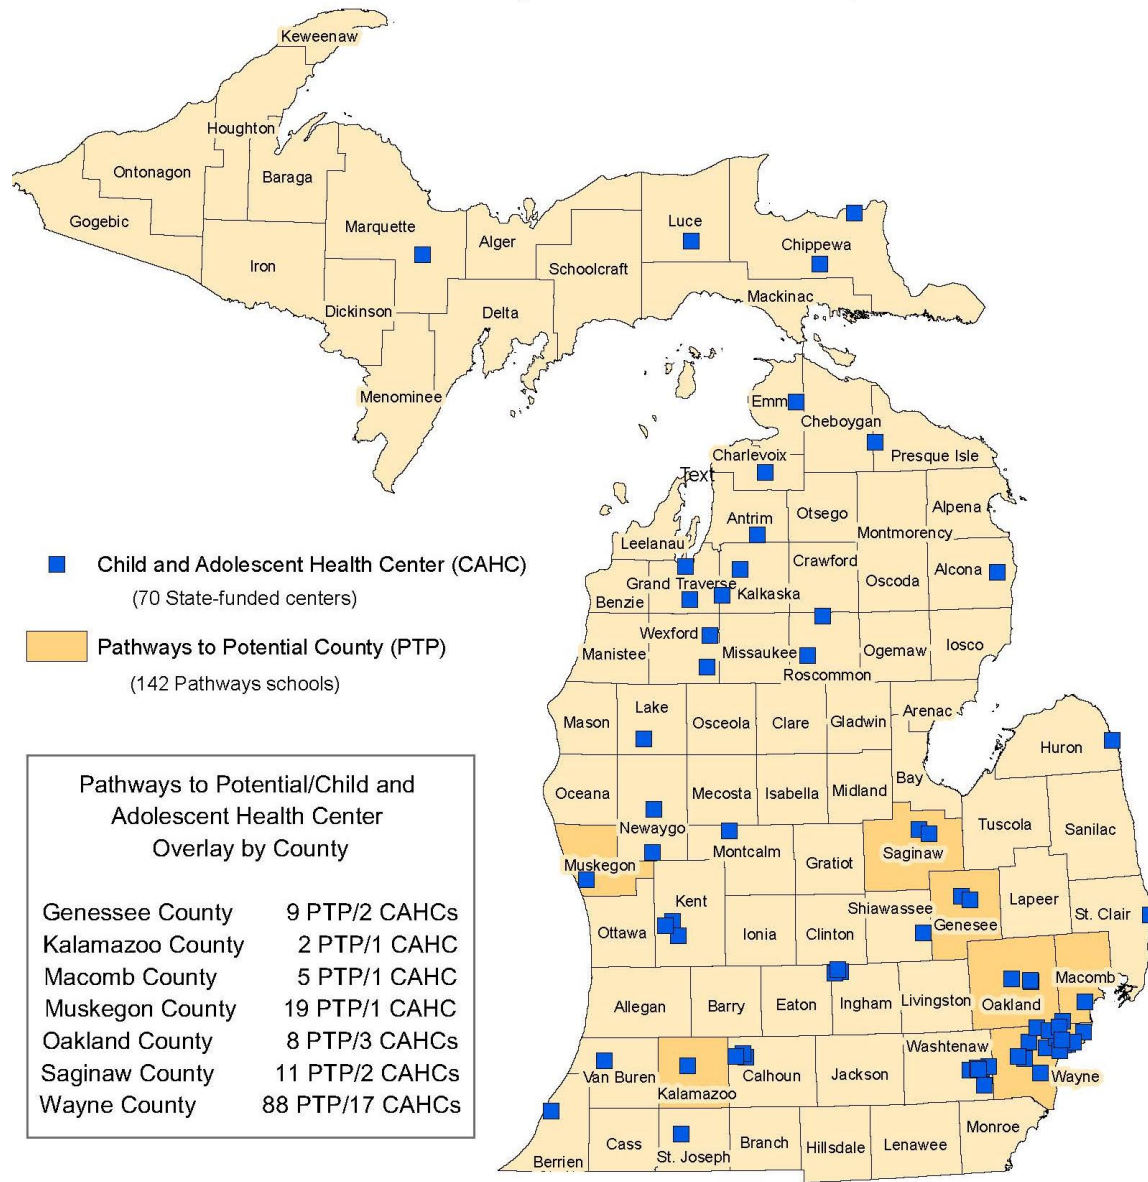 Keweenaw
Houghton
Ontonagon
Baraga
Gogebic
Marquette
Luce
Alger
Chippewa
Iron
Schoolcraft
Mackinac
Dickinson
Delta
Menominee
Emm
Cheboygan
Charlevoix
Presque Isle
Text
Antrim
Otsego
Alpena
Montmorency
Leelanau
Child and Adolescent Health Center (CAHC)
(70 State-funded centers)
Grand Traverse
Kalkaska
Crawford
Oscoda
Alcona
Benzie
Pathways to Potential County (PTP)
(142 Pathways schools)
Wexford
Manistee
Missaukee
Roscommon
Ogemaw
Iosco
Mason
Lake
Osceola
Clare
Gladwin
Arenac
Huron
Bay
Oceana
Newaygo
Mecosta
Isabella
Midland
Tuscola
Sanilac
Muskegon
Montcalm
Gratiot
Saginaw
Kent
Shiawassee
Genesee
Lapeer
St. Clair
Ottawa
Ionia
Clinton
Macomb
Oakland
Allegan
Barry
Eaton
Ingham
Livingston
Washtenaw
Wayne
Van Buren
Kalamazoo
Calhoun
Jackson
Monroe
Berrien
Cass
St. Joseph
Branch
Hillsdale
Lenawee
Pathways to Potential/Child and
Adolescent Health Center
Overlay by County
Genessee County 9 PTP/2 CAHCs
Kalamazoo County 2 PTP/1 CAHC
Macomb County 5 PTP/1 CAHC
Muskegon County 19 PTP/1 CAHC
Oakland County 8 PTP/3 CAHCs
Saginaw County 11 PTP/2 CAHCs
Wayne County 88 PTP/17 CAHCs